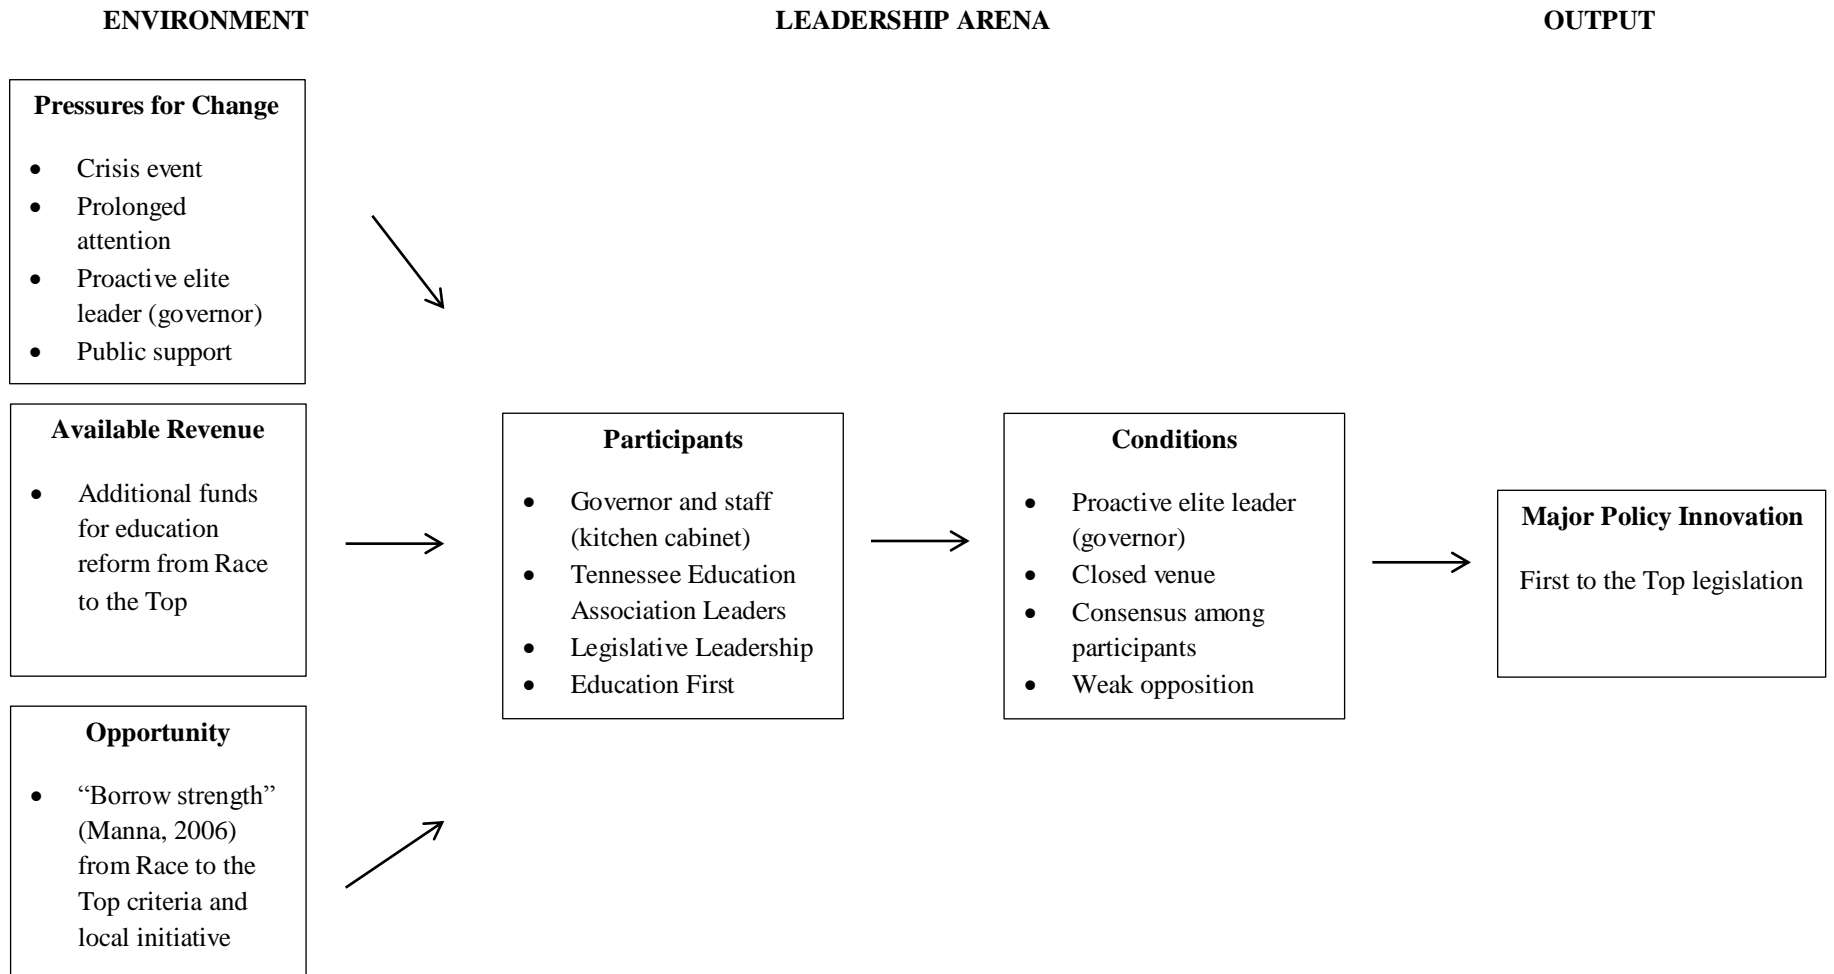 ENVIRONMENT
LEADERSHIP ARENA
OUTPUT
Pressures for Change
• Crisis event
• Prolonged
attention
• Proactive elite
leader (governor)
• Public support
Available Revenue
• Additional funds
for education
reform from Race
to the Top
Opportunity
• “Borrow strength”
(Manna, 2006)
from Race to the
Top criteria and
local initiative
Participants
• Governor and staff
(kitchen cabinet)
• Tennessee Education
Association Leaders
• Legislative Leadership
• Education First
Conditions
• Proactive elite leader
(governor)
• Closed venue
• Consensus among
participants
• Weak opposition
Major Policy Innovation
First to the Top legislation